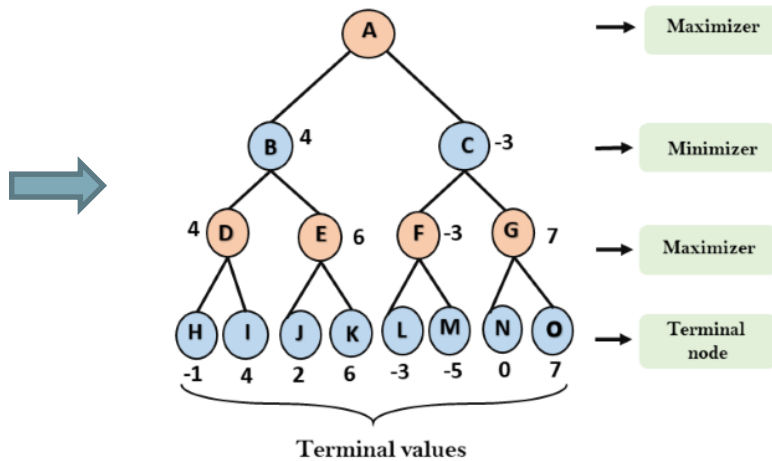 A
Maximizer
B 4
C -3
Minimizer
4 D
E 6
F -3
G 7
Maximizer
H I J K L M N O
Terminal
node
-1 4 2 6 -3 -5 0 7
Terminal values